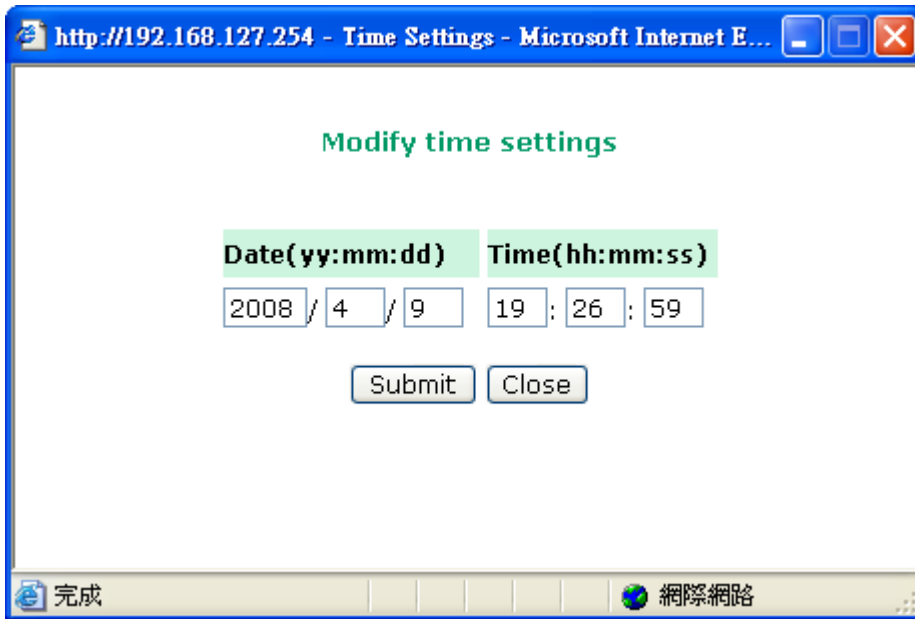 http://192.168.127.254 - Time Settings - Microsoft Internet E...
Modify time settings
Date(yy:mm:dd) Time(hh:mm:ss)
2008 / 4 / 9 19 : 26 : 59
Submit Close
完成 網際網路